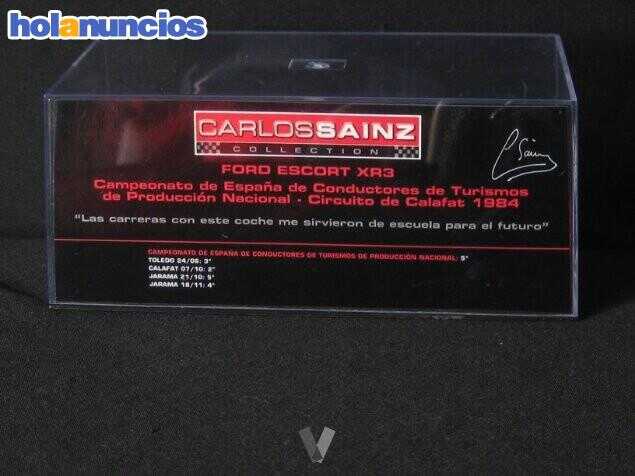 holanuncios
CARLOSSAINZ
COLLECTION
FORD ESCORT XR3
Campeonato de España de Conductores de Turismos
de Producción Nacional - Circuito de Calafat 1984
"Las carreras con este coche me sirvieron de escuela para el futuro"
CAMPEONATO DE ESPAÑA DE CONDUCTORES DE TURISMOS DE PRODUCCIÓN NACIONAL: 5º
TOLEDO 24/06: 3º
CALAFAT 07/10: 2º
JARAMA 21/10: 5º
JARAMA 18/11: 4º